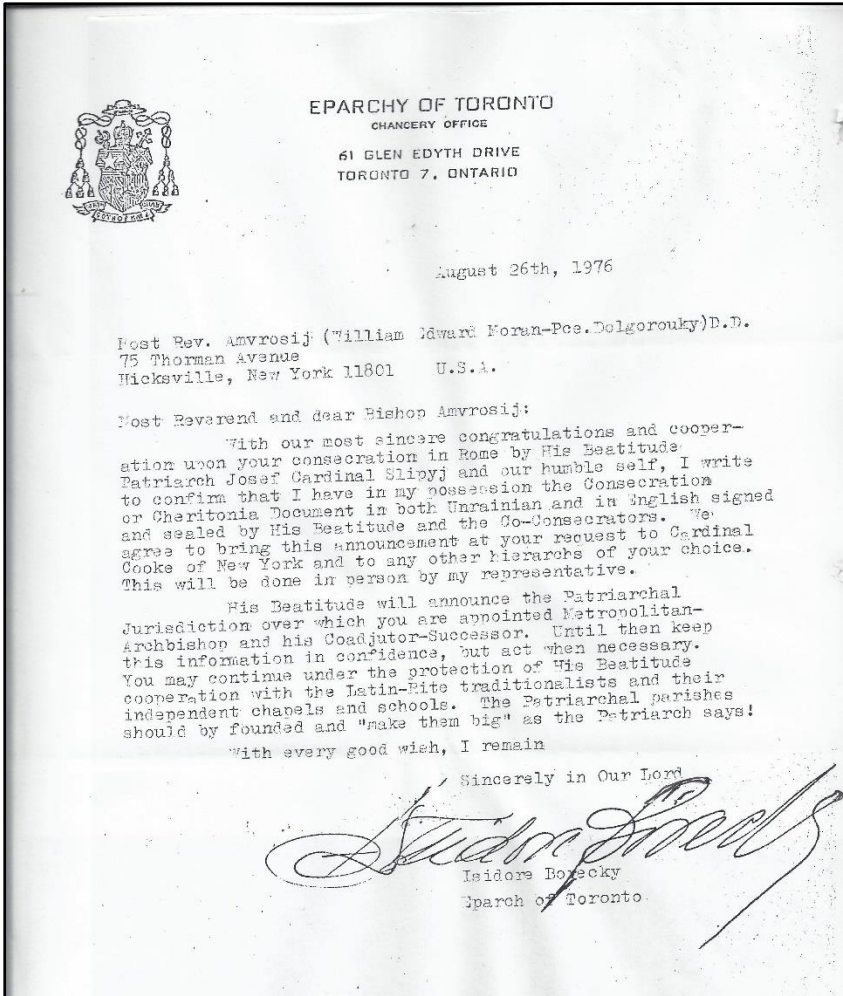 EPARCHY OF TORONTO
CHANCERY OFFICE
61 GLEN EDYTH DRIVE
TORONTO 7, ONTARIO
August 26th, 1976
Most Rev. Amvrosij (William Edward Moran-Pce.Dolgorouky)D.D.
75 Thorman Avenue
Hicksville, New York 11801 U.S.A.
Most Reverend and dear Bishop Amvrosij:
With our most sincere congratulations and cooper-
ation upon your consecration in Rome by His Beatitude
Patriarch Josef Cardinal Slipyj and our humble self, I write
to confirm that I have in my possession the Consecration
or Cheritonia Document in both Unrainian and in English signed
and sealed by His Beatitude and the Co-Consecrators. We
agree to bring this announcement at your request to Cardinal
Cooke of New York and to any other hierarchs of your choice.
This will be done in person by my representative.
His Beatitude will announce the Patriarchal
Jurisdiction over which you are appointed Metropolitan-
Archbishop and his Coadjutor-Successor. Until then keep
this information in confidence, but act when necessary.
You may continue under the protection of His Beatitude
cooperation with the Latin-Rite traditionalists and their
independent chapels and schools. The Patriarchal parishes
should by founded and "make them big" as the Patriarch says!
With every good wish, I remain
Sincerely in Our Lord
Isidore Borecky
Isidore Borecky
Eparch of Toronto